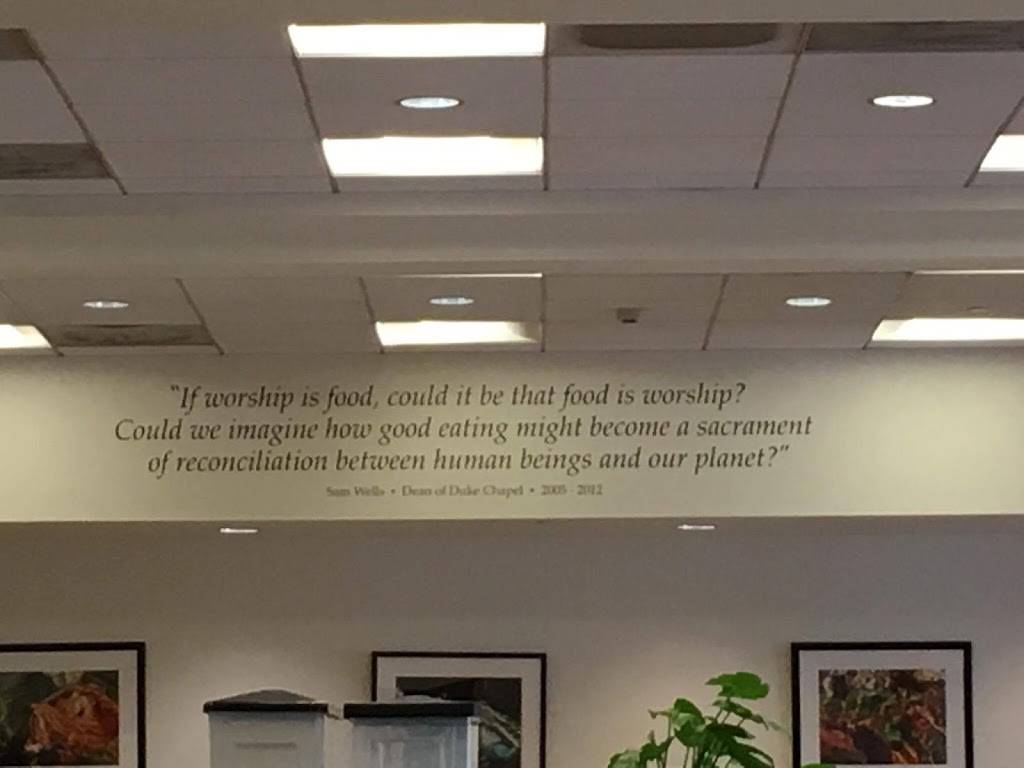 "If worship is food, could it be that food is worship?
Could we imagine how good eating might become a sacrament
of reconciliation between human beings and our planet?"
Sam Wells • Dean of Duke Chapel • 2005 - 2012